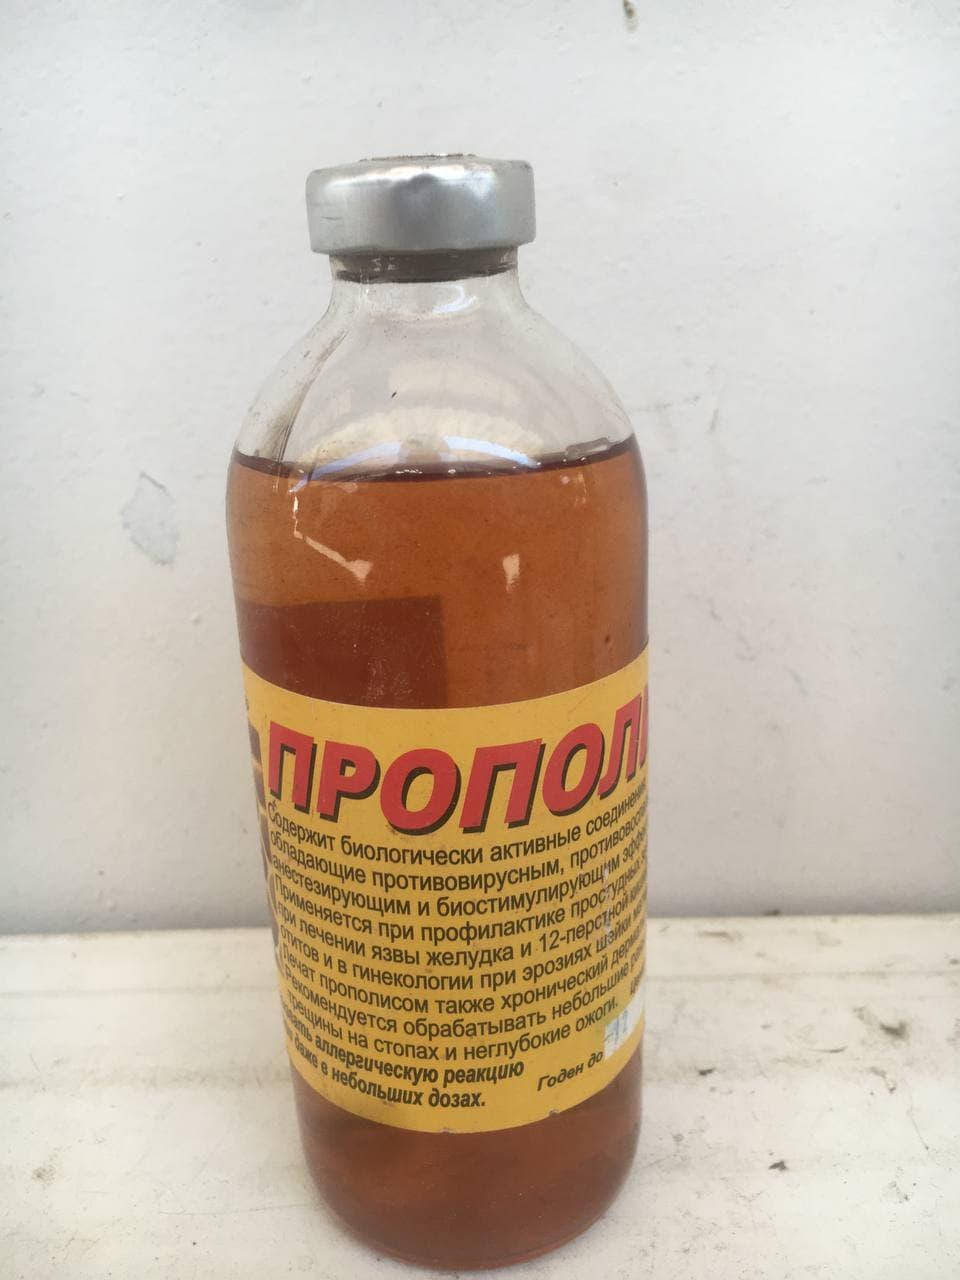 ПРОПОЛ
Содержит биологически активные
обладающие противовирусным,
анестезирующим и биостимулирующим
Применяется при профилактике простудных
при лечении язвы желудка и 12-перстной
отитов и в гинекологии при эрозиях шейки
Лечат прополисом также хронический
Рекомендуется обрабатывать небольшие
трещины на стопах и неглубокие ожоги.
аллергическую реакцию
даже в небольших дозах.
Годен до